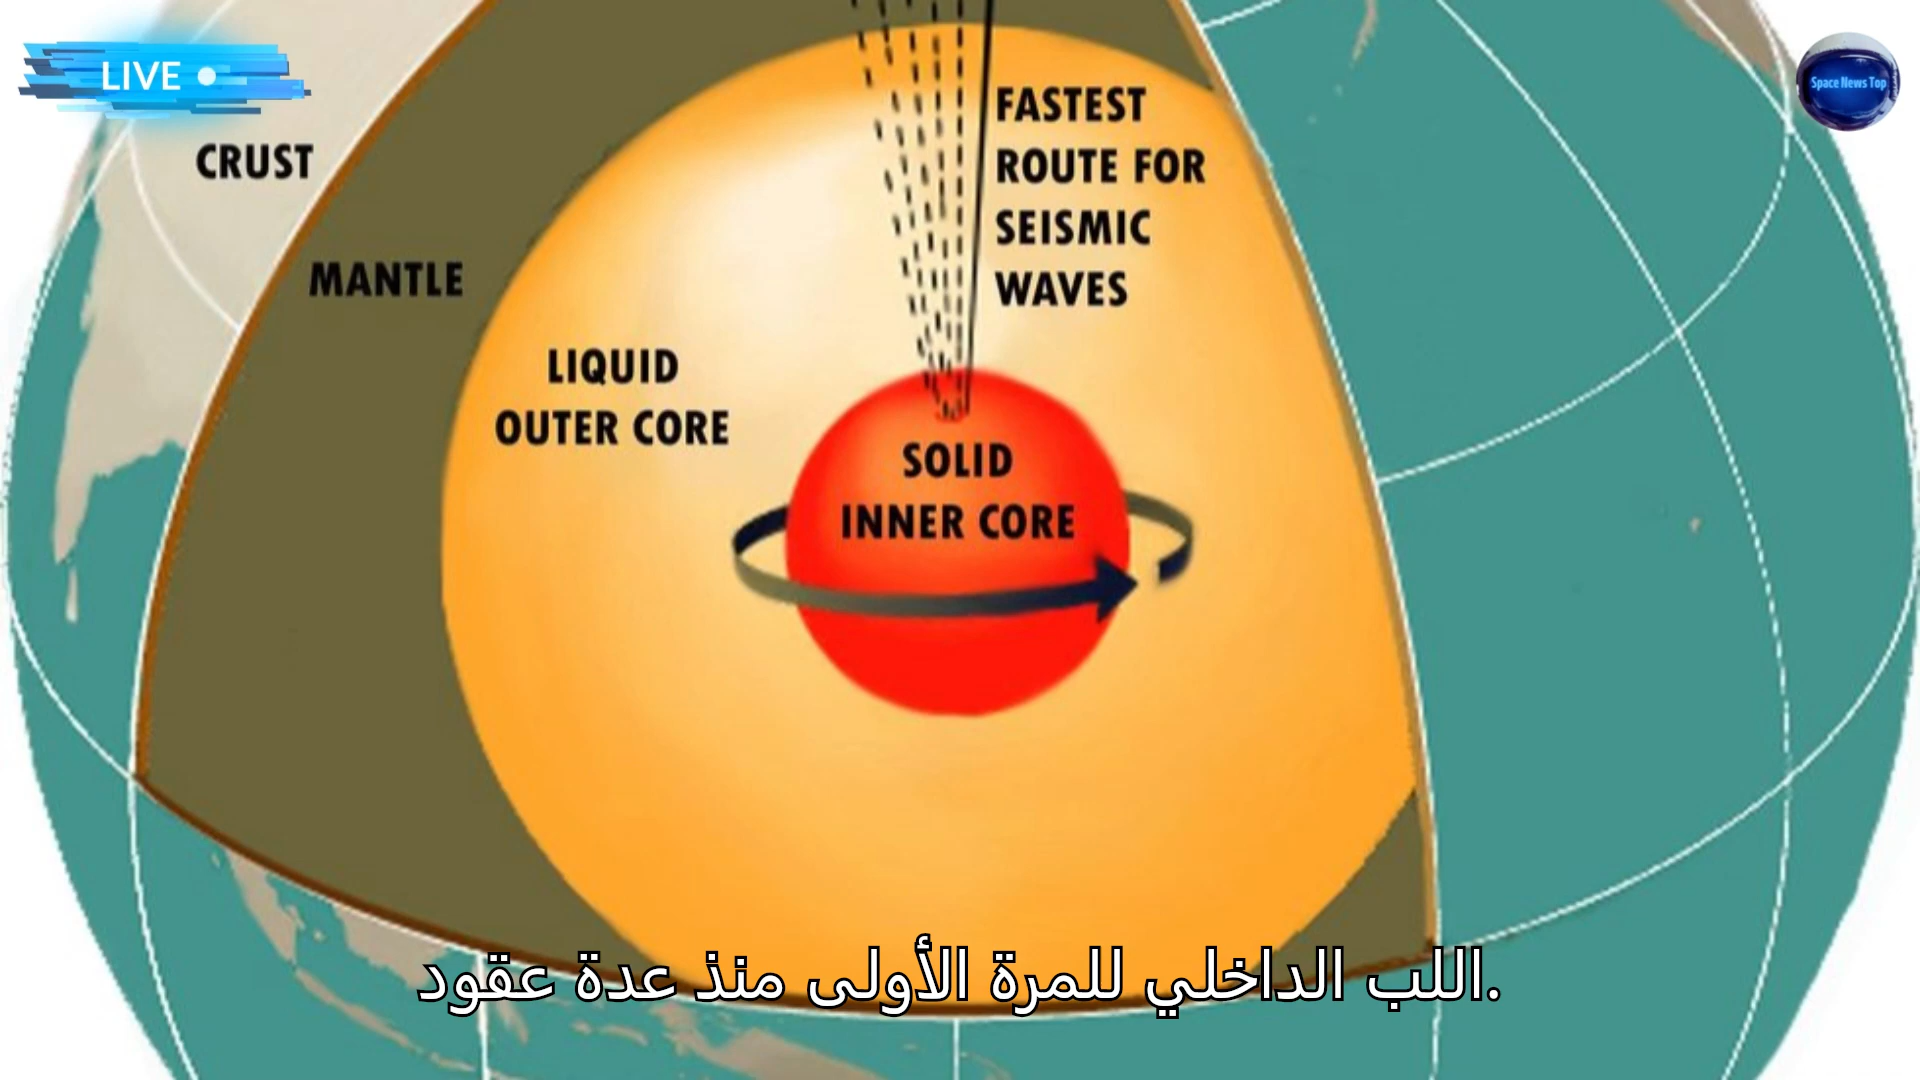 LIVE
Space News Top
CRUST
MANTLE
LIQUID
OUTER CORE
FASTEST
ROUTE FOR
SEISMIC
WAVES
SOLID
INNER CORE
اللب الداخلي للمرة الأولى منذ عدة عقود.